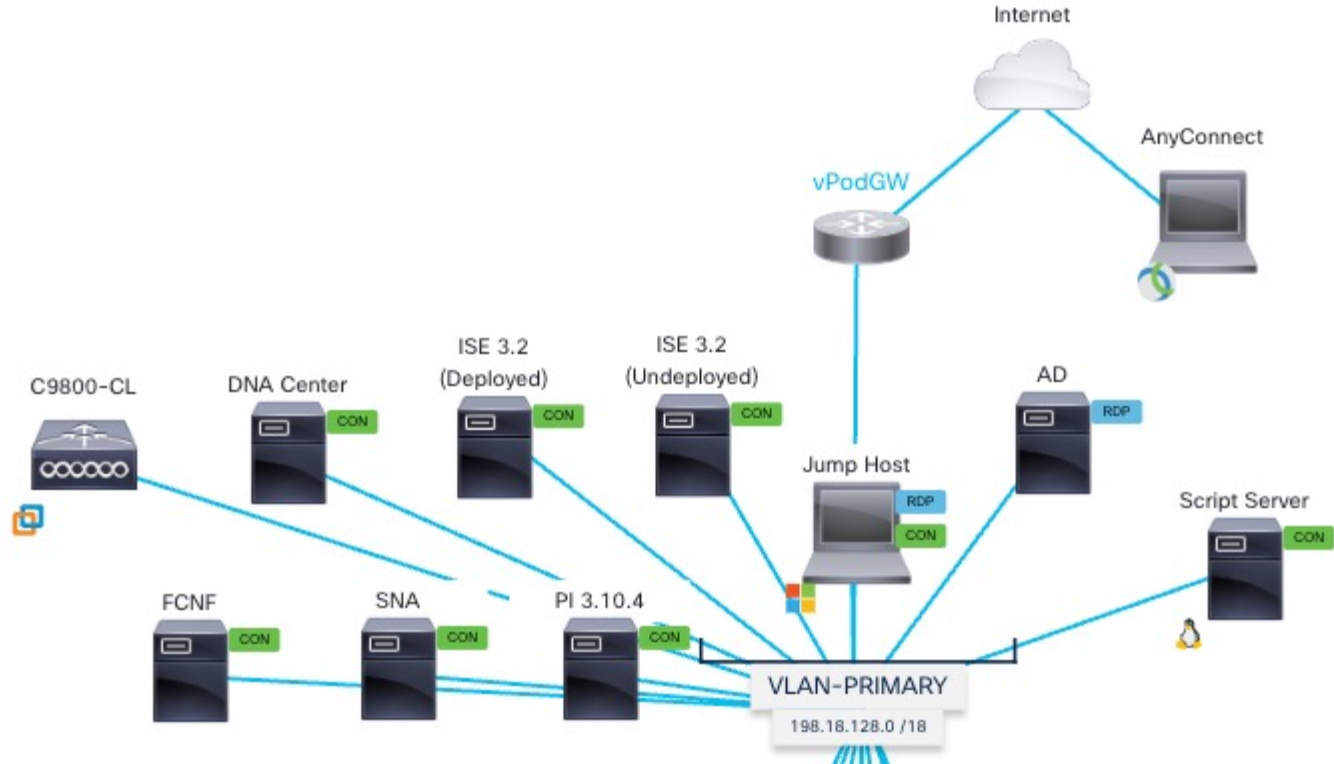 Internet
AnyConnect
vPodGW
ISE 3.2
(Deployed)
ISE 3.2
(Undeployed)
C9800-CL
DNA Center
AD
CON
CON
CON
RDP
Jump Host
RDP
CON
Script Server
CON
FCNF
SNA
PI 3.10.4
CON
CON
CON
VLAN-PRIMARY
198.18.128.0 /18